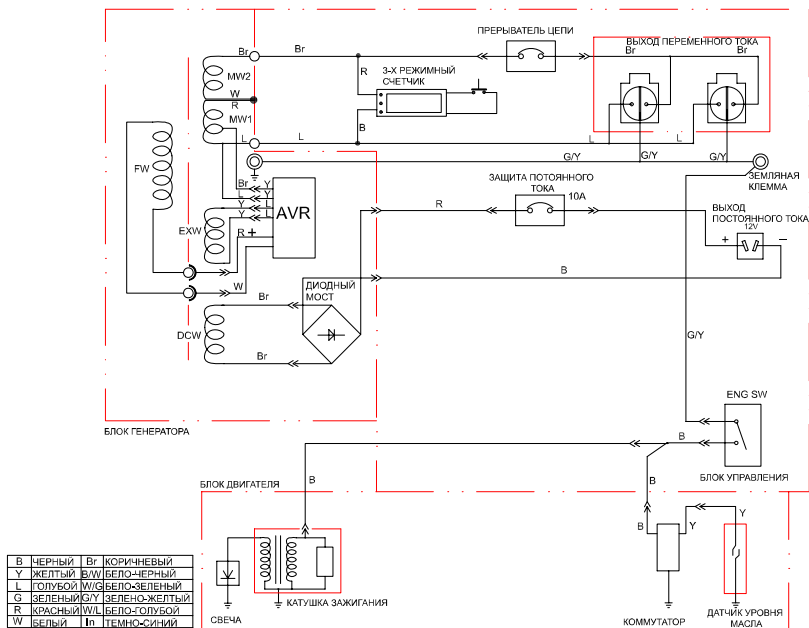 ПРЕРЫВАТЕЛЬ ЦЕПИ
ВЫХОД ПЕРЕМЕННОГО ТОКА
Br
Br
Br
Br
MW2
R
3-Х РЕЖИМНЫЙ
СЧЕТЧИК
W
R
MW1
B
L
L
L
L
FW
G/Y
G/Y
ЗЕМЛЯНАЯ
КЛЕММА
Br
Y
L
Y
Y
L
Y
L
AVR
ЗАЩИТА ПОТОЯННОГО
ТОКА
10A
R
ВЫХОД
ПОСТОЯННОГО ТОКА
12V
+
−
EXW
R +
W
B
ДИОДНЫЙ
МОСТ
Br
DCW
Br
G/Y
ENG SW
БЛОК ГЕНЕРАТОРА
B
БЛОК УПРАВЛЕНИЯ
БЛОК ДВИГАТЕЛЯ
B
B
B
Y
Y
СВЕЧА
КАТУШКА ЗАЖИГАНИЯ
КОММУТАТОР
ДАТЧИК УРОВНЯ
МАСЛА
B ЧЕРНЫЙ Br КОРИЧНЕВЫЙ
Y ЖЕЛТЫЙ B/W БЕЛО-ЧЕРНЫЙ
L ГОЛУБОЙ W/G БЕЛО-ЗЕЛЕНЫЙ
G ЗЕЛЕНЫЙ G/Y ЗЕЛЕНО-ЖЕЛТЫЙ
R КРАСНЫЙ W/L БЕЛО-ГОЛУБОЙ
W БЕЛЫЙ In ТЕМНО-СИНИЙ